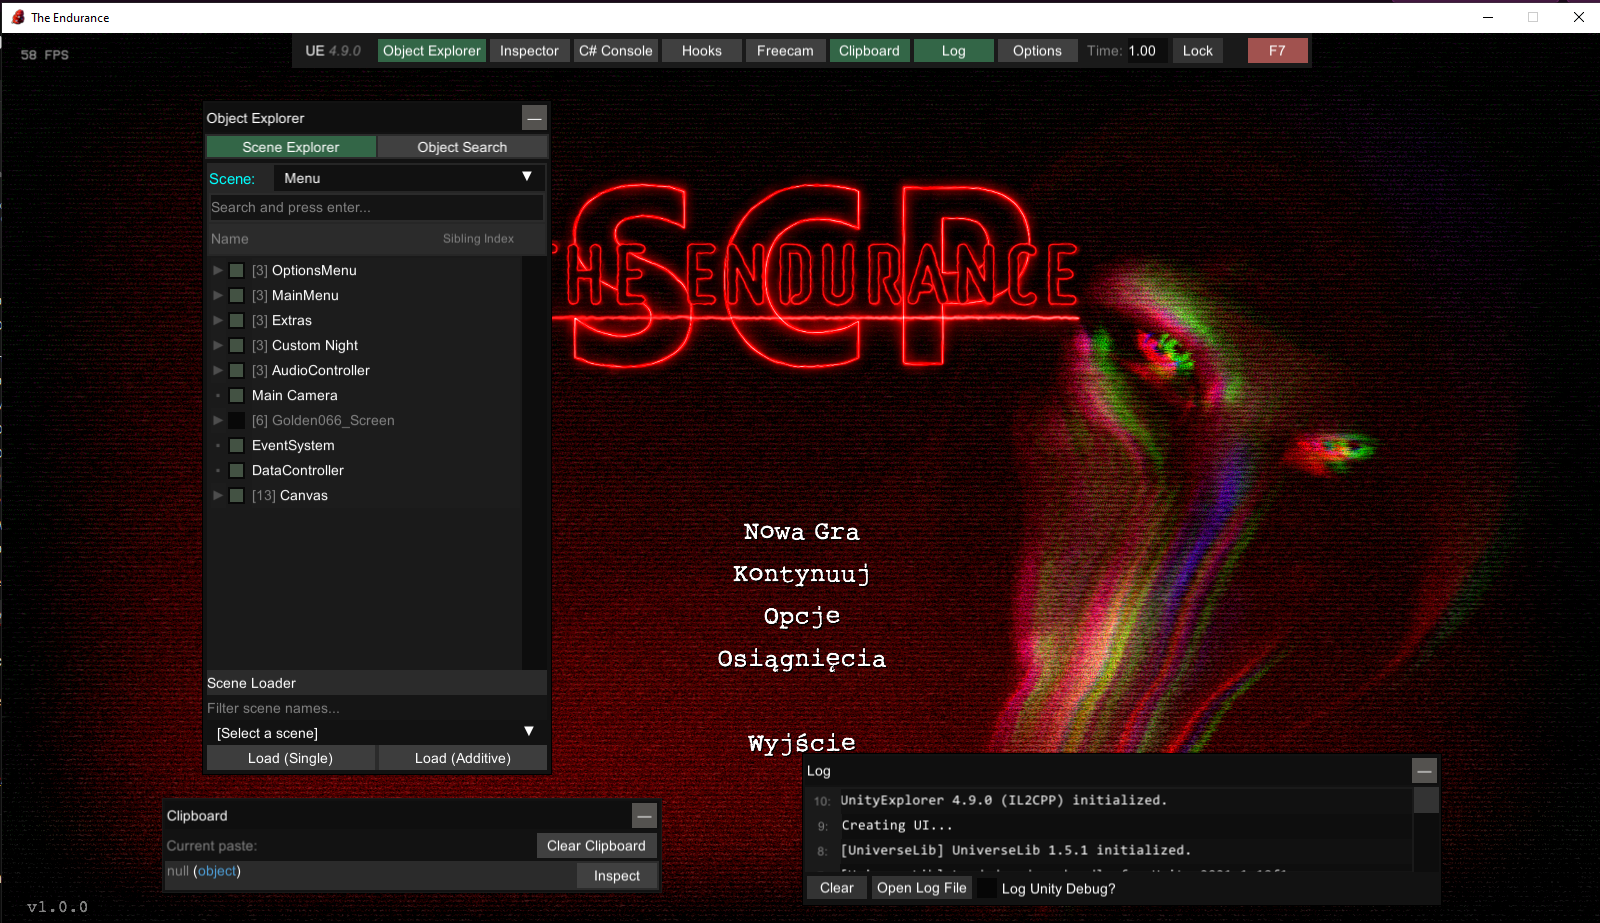 The Endurance
58 FPS
UE 4.9.0 Object Explorer Inspector C# Console Hooks Freecam Clipboard Log Options Time: 1.00 Lock F7
Object Explorer
Scene Explorer Object Search
Scene: Menu
Search and press enter...
Name Sibling Index
[3] OptionsMenu
[3] MainMenu
[3] Extras
[3] Custom Night
[3] AudioController
Main Camera
[6] Golden066_Screen
EventSystem
DataController
[13] Canvas
Scene Loader
Filter scene names...
[Select a scene]
Load (Single) Load (Additive)
SCP
THE ENDURANCE
Nowa Gra
Kontynuuj
Opcje
Osiągnięcia
Wyjście
Clipboard
Current paste: Clear Clipboard
null (object) Inspect
Log
10: UnityExplorer 4.9.0 (IL2CPP) initialized.
9: Creating UI...
8: [UniverseLib] UniverseLib 1.5.1 initialized.
Clear Open Log File Log Unity Debug?
v1.0.0